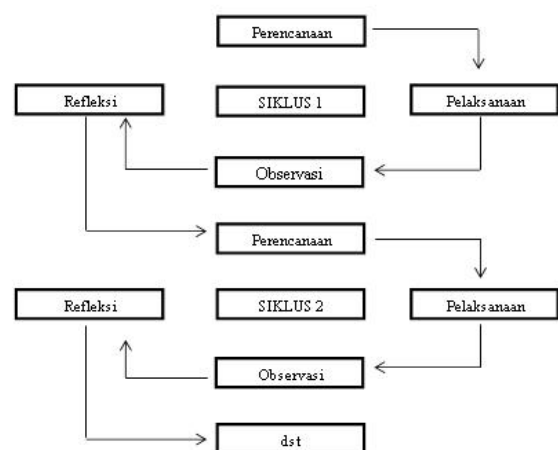 Perencanaan
Refleksi
SIKLUS 1
Pelaksanaan
Observasi
Perencanaan
Refleksi
SIKLUS 2
Pelaksanaan
Observasi
dst